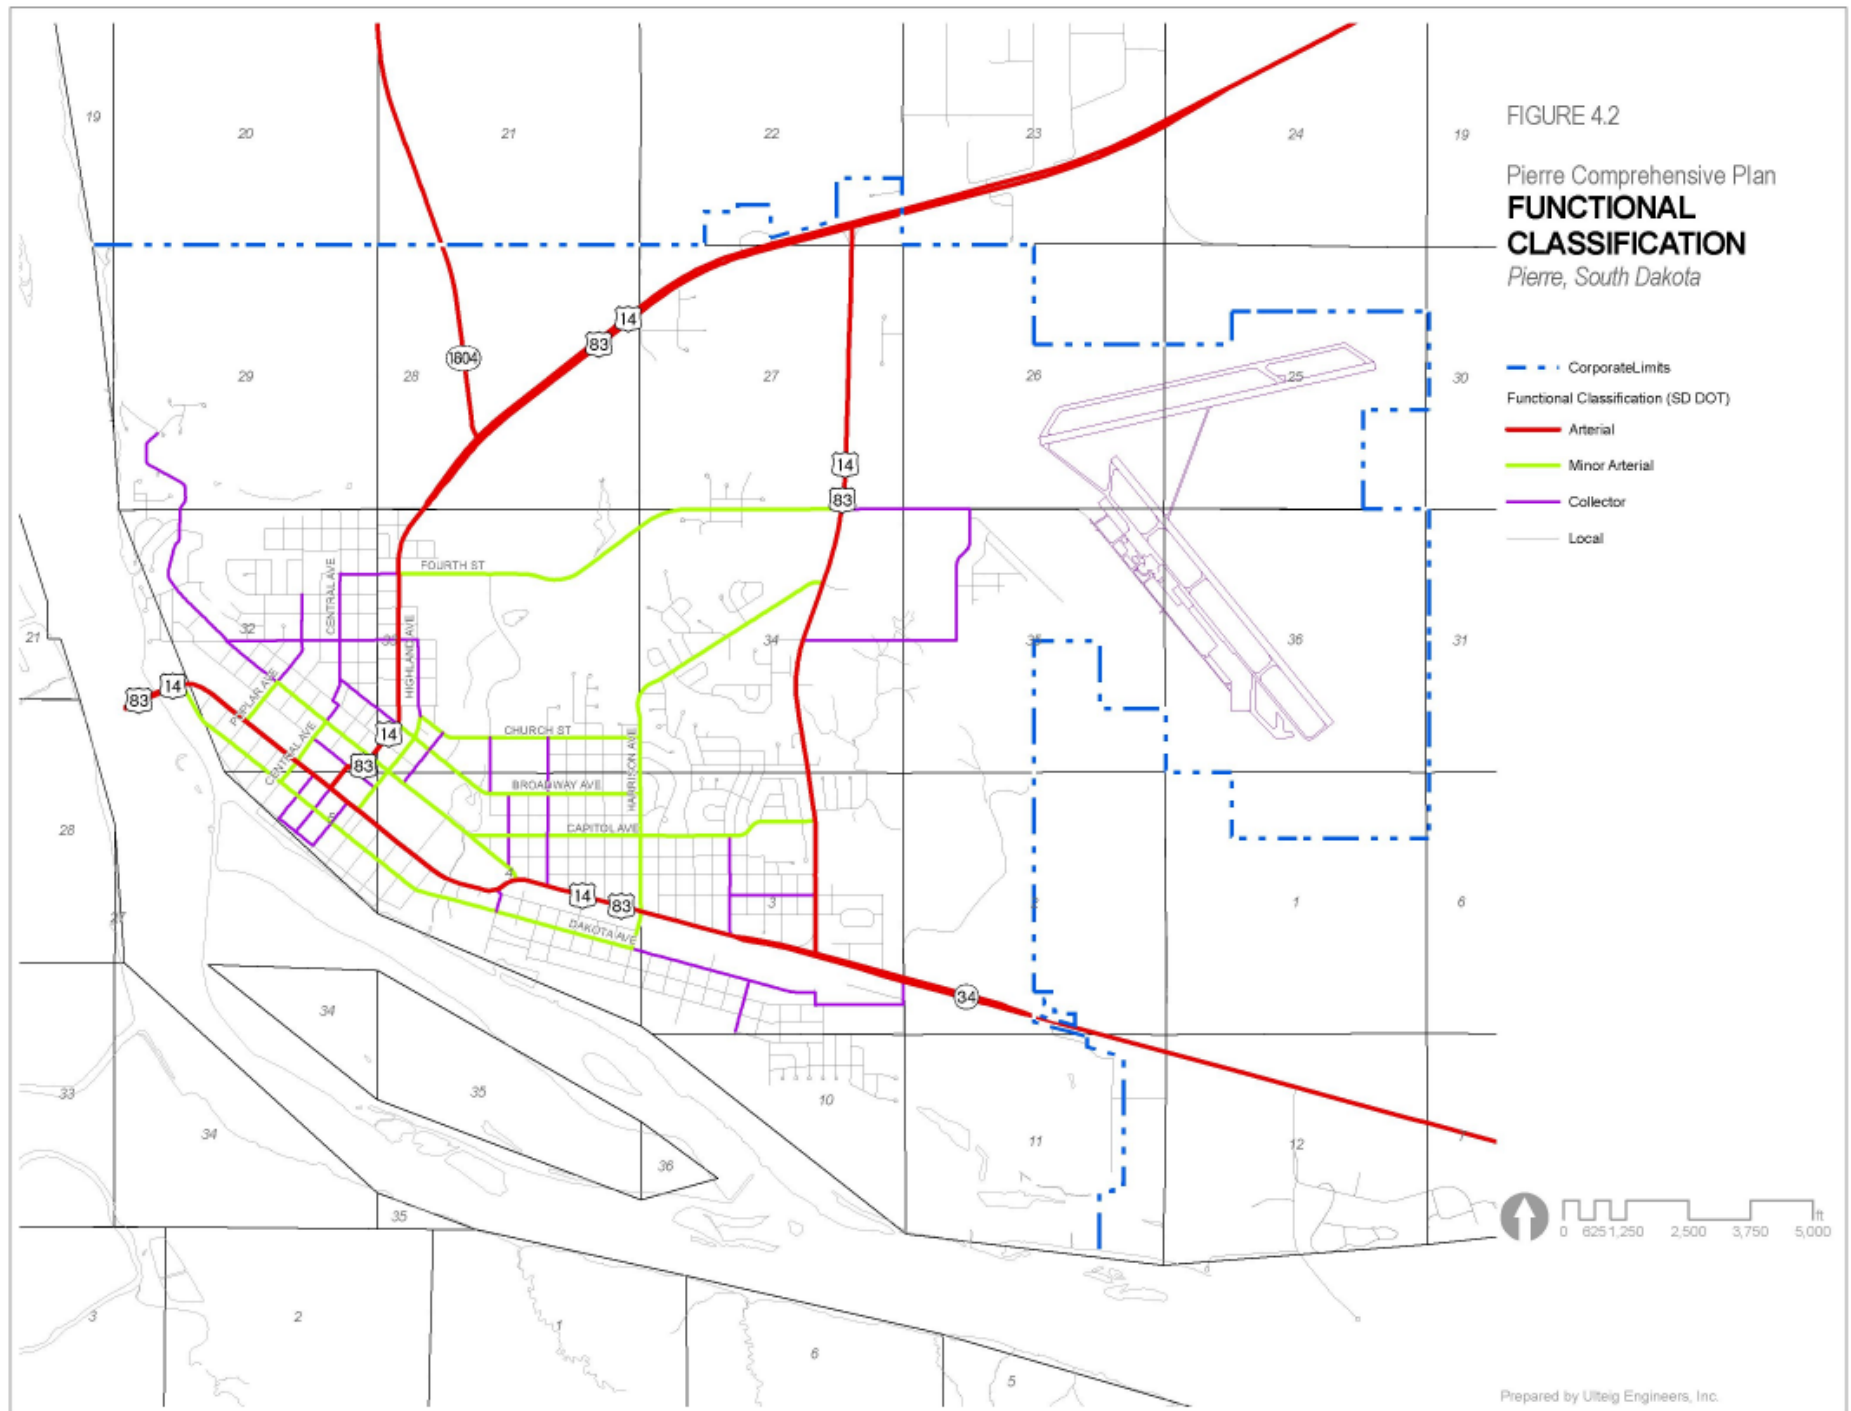 FIGURE 4.2
Pierre Comprehensive Plan
FUNCTIONAL
CLASSIFICATION
Pierre, South Dakota
CorporateLimits
Functional Classification (SD DOT)
Arterial
Minor Arterial
Collector
Local
19
20
21
22
23
24
19
14
83
1804
29
28
27
26
25
30
14
83
FOURTH ST
CENTRAL AVE
HIGHLAND AVE
21
32
33
34
35
36
31
POPLAR AVE
83
14
CENTRAL AVE
14
83
CHURCH ST
HARRISON AVE
BROADWAY AVE
CAPITOL AVE
28
4
14
83
3
1
6
27
DAKOTA AVE
34
34
33
35
10
34
11
12
7
36
35
0 625 1,250 2,500 3,750 5,000 ft
3
2
1
6
5
Prepared by Ulteig Engineers, Inc.